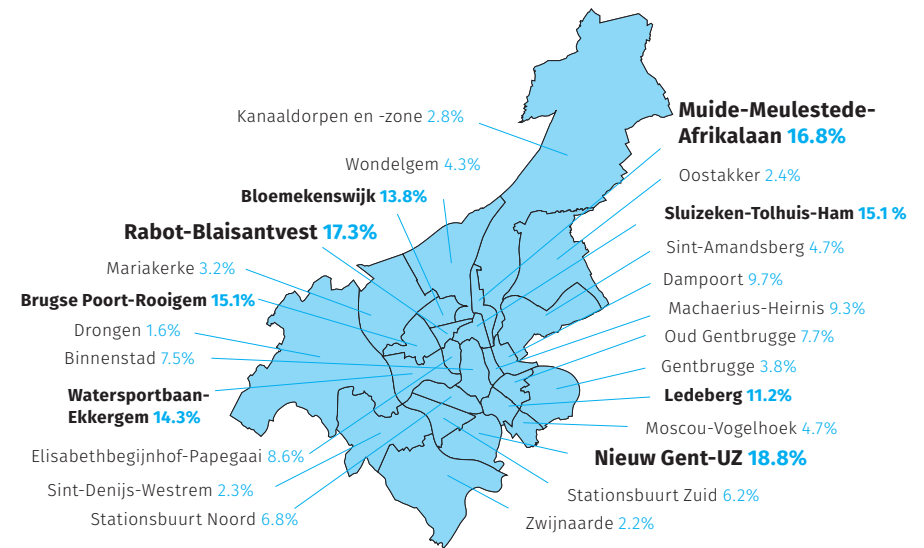 Kanaaldorpen en -zone 2.8%
Wondelgem 4.3%
Bloemekenswijk 13.8%
Rabot-Blaisantvest 17.3%
Mariakerke 3.2%
Brugse Poort-Rooigem 15.1%
Drongen 1.6%
Binnenstad 7.5%
Watersportbaan-
Ekkergem 14.3%
Elisabethbegijnhof-Papegaai 8.6%
Sint-Denijs-Westrem 2.3%
Stationsbuurt Noord 6.8%
Muide-Meulestede-
Afrikalaan 16.8%
Oostakker 2.4%
Sluizeken-Tolhuis-Ham 15.1 %
Sint-Amandsberg 4.7%
Dampoort 9.7%
Machaerius-Heirnis 9.3%
Oud Gentbrugge 7.7%
Gentbrugge 3.8%
Ledeberg 11.2%
Moscou-Vogelhoek 4.7%
Nieuw Gent-UZ 18.8%
Stationsbuurt Zuid 6.2%
Zwijnaarde 2.2%